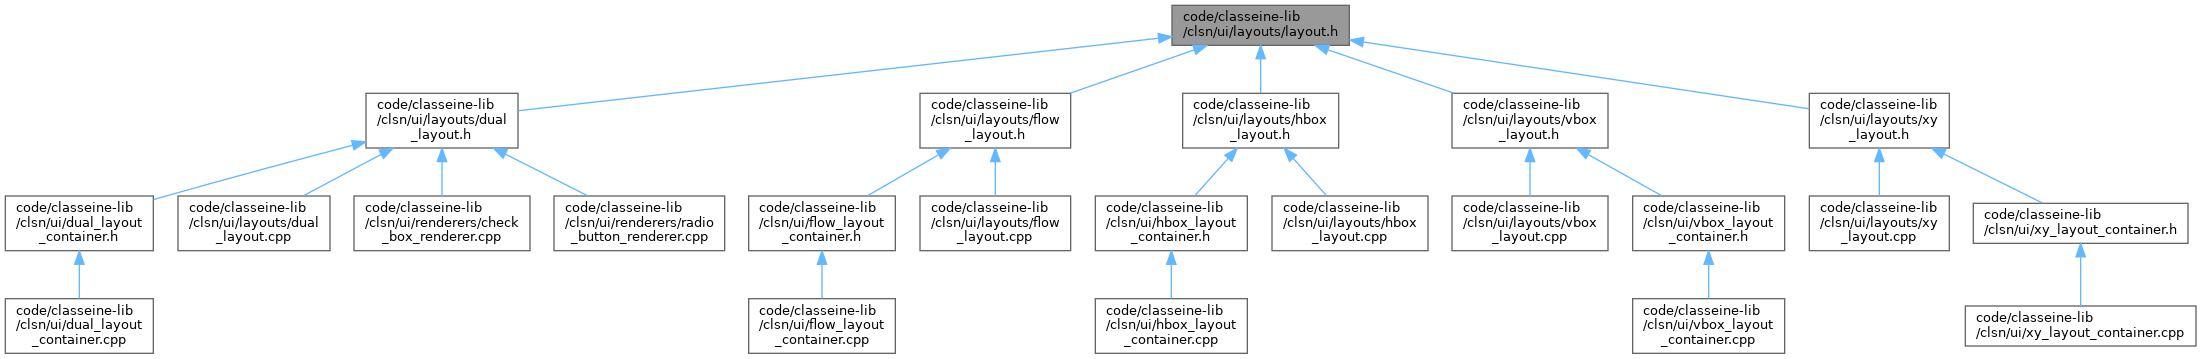 code/classeine-lib
/clsn/ui/layouts/layout.h
code/classeine-lib
/clsn/ui/layouts/dual
_layout.h
code/classeine-lib
/clsn/ui/layouts/flow
_layout.h
code/classeine-lib
/clsn/ui/layouts/hbox
_layout.h
code/classeine-lib
/clsn/ui/layouts/vbox
_layout.h
code/classeine-lib
/clsn/ui/layouts/xy
_layout.h
code/classeine-lib
/clsn/ui/dual_layout
_container.h
code/classeine-lib
/clsn/ui/layouts/dual
_layout.cpp
code/classeine-lib
/clsn/ui/renderers/check
_box_renderer.cpp
code/classeine-lib
/clsn/ui/renderers/radio
_button_renderer.cpp
code/classeine-lib
/clsn/ui/flow_layout
_container.h
code/classeine-lib
/clsn/ui/layouts/flow
_layout.cpp
code/classeine-lib
/clsn/ui/hbox_layout
_container.h
code/classeine-lib
/clsn/ui/layouts/hbox
_layout.cpp
code/classeine-lib
/clsn/ui/layouts/vbox
_layout.cpp
code/classeine-lib
/clsn/ui/vbox_layout
_container.h
code/classeine-lib
/clsn/ui/layouts/xy
_layout.cpp
code/classeine-lib
/clsn/ui/xy_layout_container.h
code/classeine-lib
/clsn/ui/dual_layout
_container.cpp
code/classeine-lib
/clsn/ui/flow_layout
_container.cpp
code/classeine-lib
/clsn/ui/hbox_layout
_container.cpp
code/classeine-lib
/clsn/ui/vbox_layout
_container.cpp
code/classeine-lib
/clsn/ui/xy_layout_container.cpp